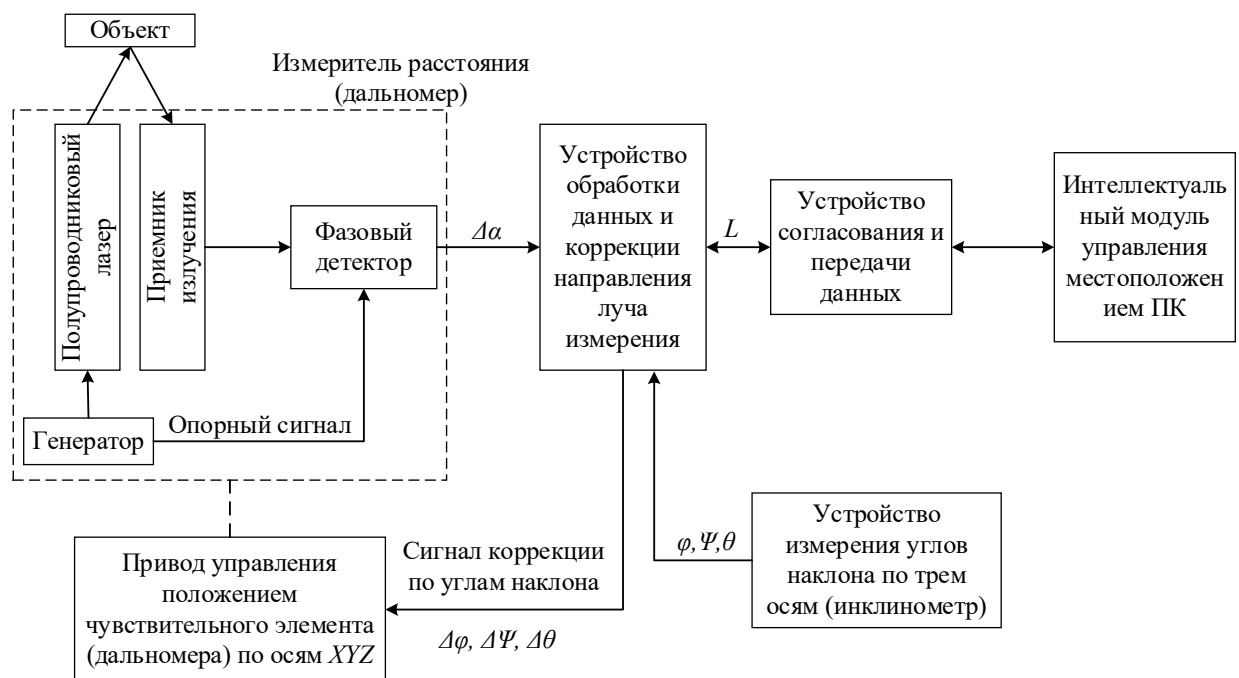 Объект
Измеритель расстояния
(дальномер)
Полупроводниковый
лазер
Приемник
излучения
Фазовый
детектор
Генератор
Опорный сигнал
Δα
Устройство
обработки
данных и
коррекции
направления
луча
измерения
L
Устройство
согласования и
передачи
данных
Интеллектуаль
ный модуль
управления
местоположен
ием ПК
Привод управления
положением
чувствительного элемента
(дальномера) по осям XYZ
Сигнал коррекции
по углам наклона
Δφ, ΔΨ, Δθ
φ,Ψ,θ
Устройство
измерения углов
наклона по трем
осям (инклинометр)